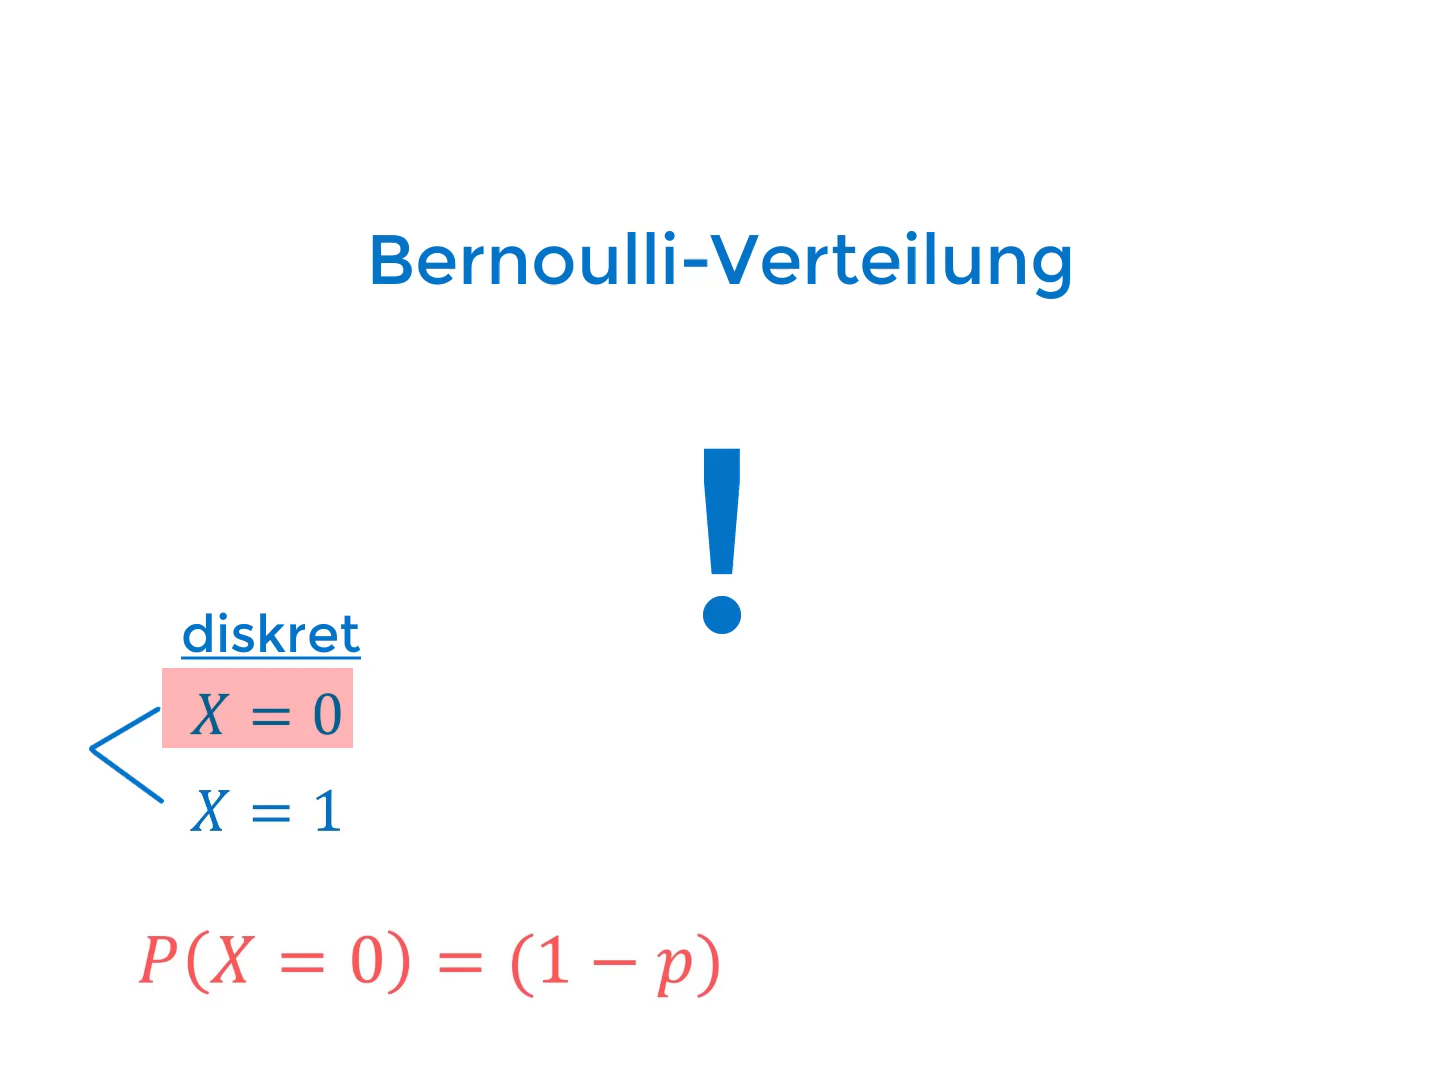 Bernoulli-Verteilung
!
diskret
X = 0
X = 1
P(X = 0) = (1 − p)